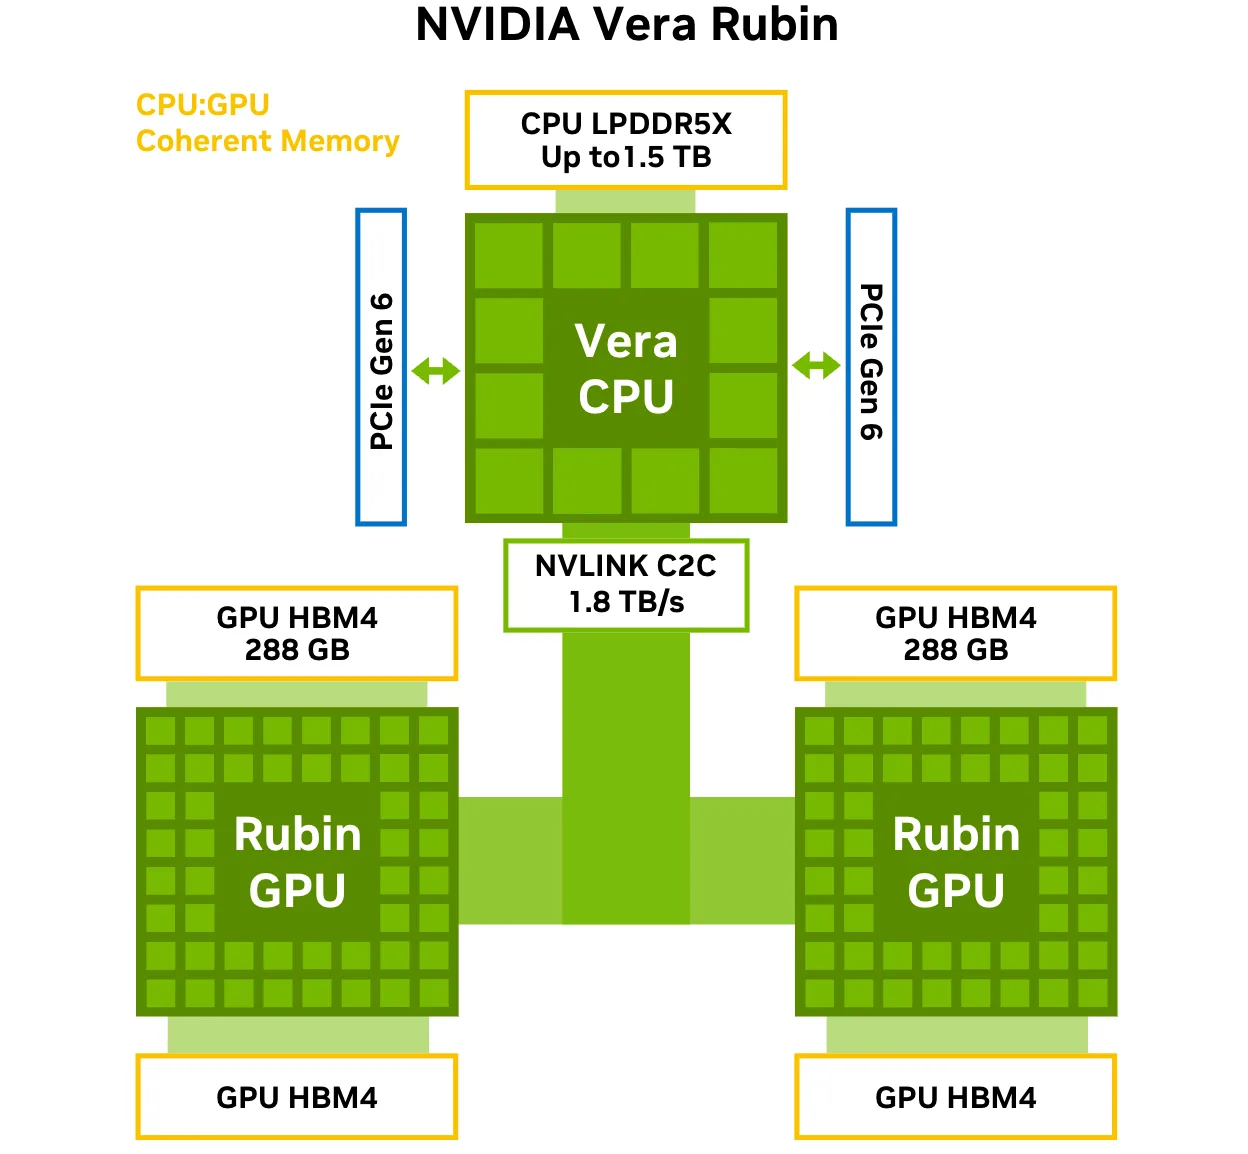 NVIDIA Vera Rubin
CPU:GPU
Coherent Memory
CPU LPDDR5X
Up to1.5 TB
PCIe Gen 6
Vera
CPU
PCIe Gen 6
NVLINK C2C
1.8 TB/s
GPU HBM4
288 GB
GPU HBM4
288 GB
Rubin
GPU
Rubin
GPU
GPU HBM4
GPU HBM4